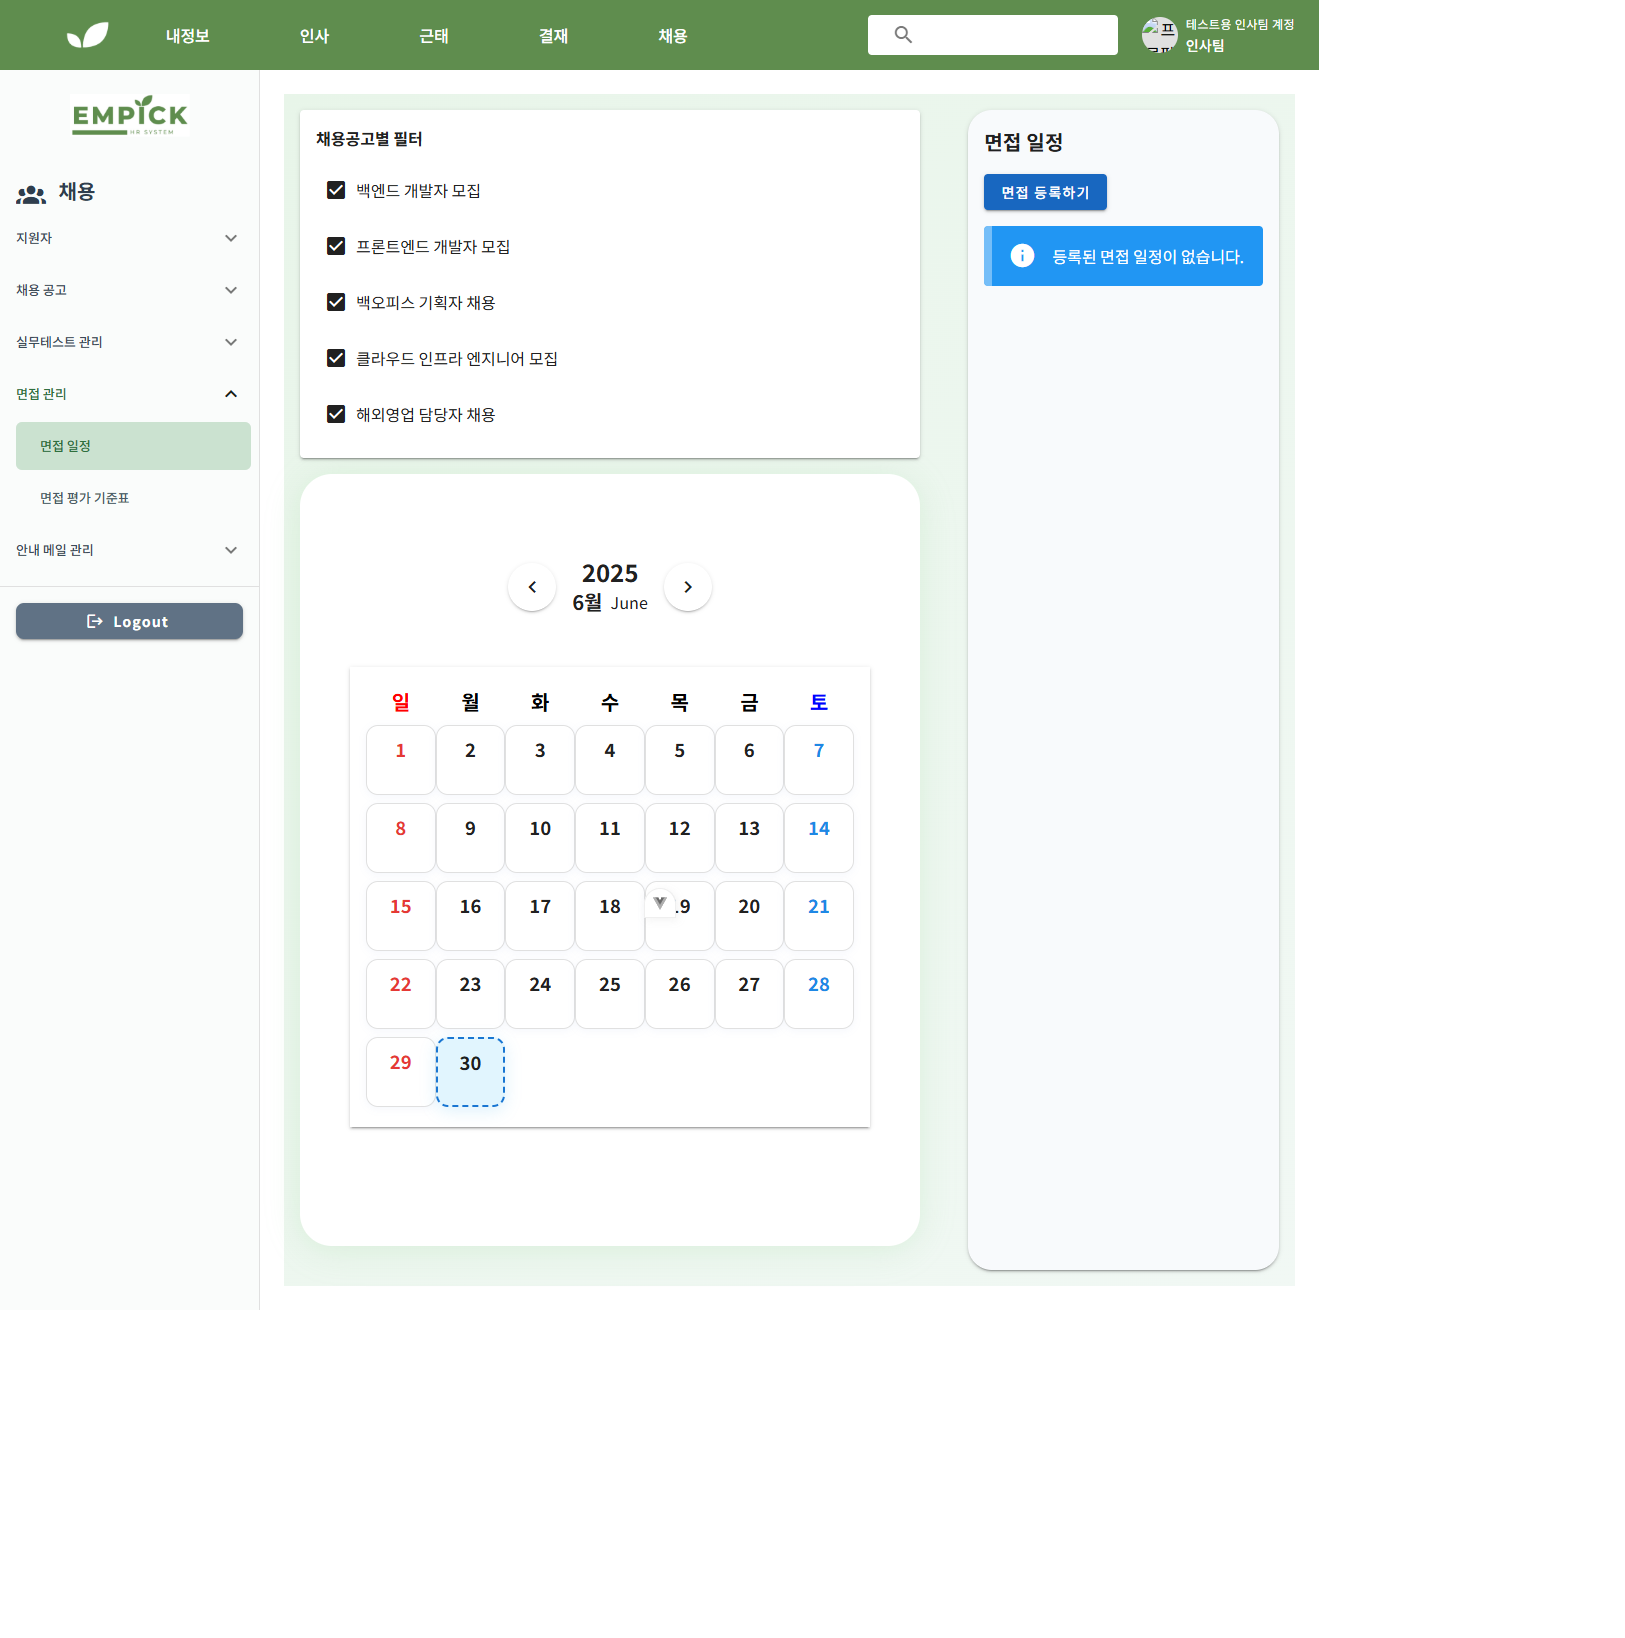 내정보 인사 근태 결재 채용
프
테스트용 인사팀 계정
인사팀
EMPICK
HR SYSTEM
채용
지원자
채용 공고
실무테스트 관리
면접 관리
면접 일정
면접 평가 기준표
안내 메일 관리
Logout
채용공고별 필터
백엔드 개발자 모집
프론트엔드 개발자 모집
백오피스 기획자 채용
클라우드 인프라 엔지니어 모집
해외영업 담당자 채용
2025
6월 June
일 월 화 수 목 금 토
1 2 3 4 5 6 7
8 9 10 11 12 13 14
15 16 17 18 9 20 21
22 23 24 25 26 27 28
29 30
면접 일정
면접 등록하기
등록된 면접 일정이 없습니다.